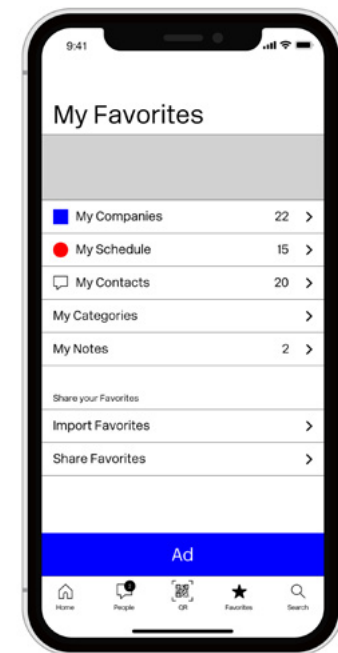 9:41
My Favorites
My Companies 22
My Schedule 15
My Contacts 20
My Categories
My Notes 2
Share your Favorites
Import Favorites
Share Favorites
Ad
Home People QR Favorites Search